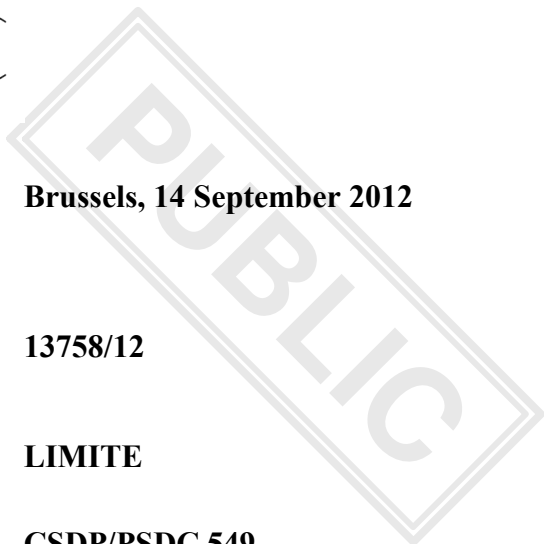 PUBLIC
Brussels, 14 September 2012
13758/12
LIMITE
CSDP/PSDC 549